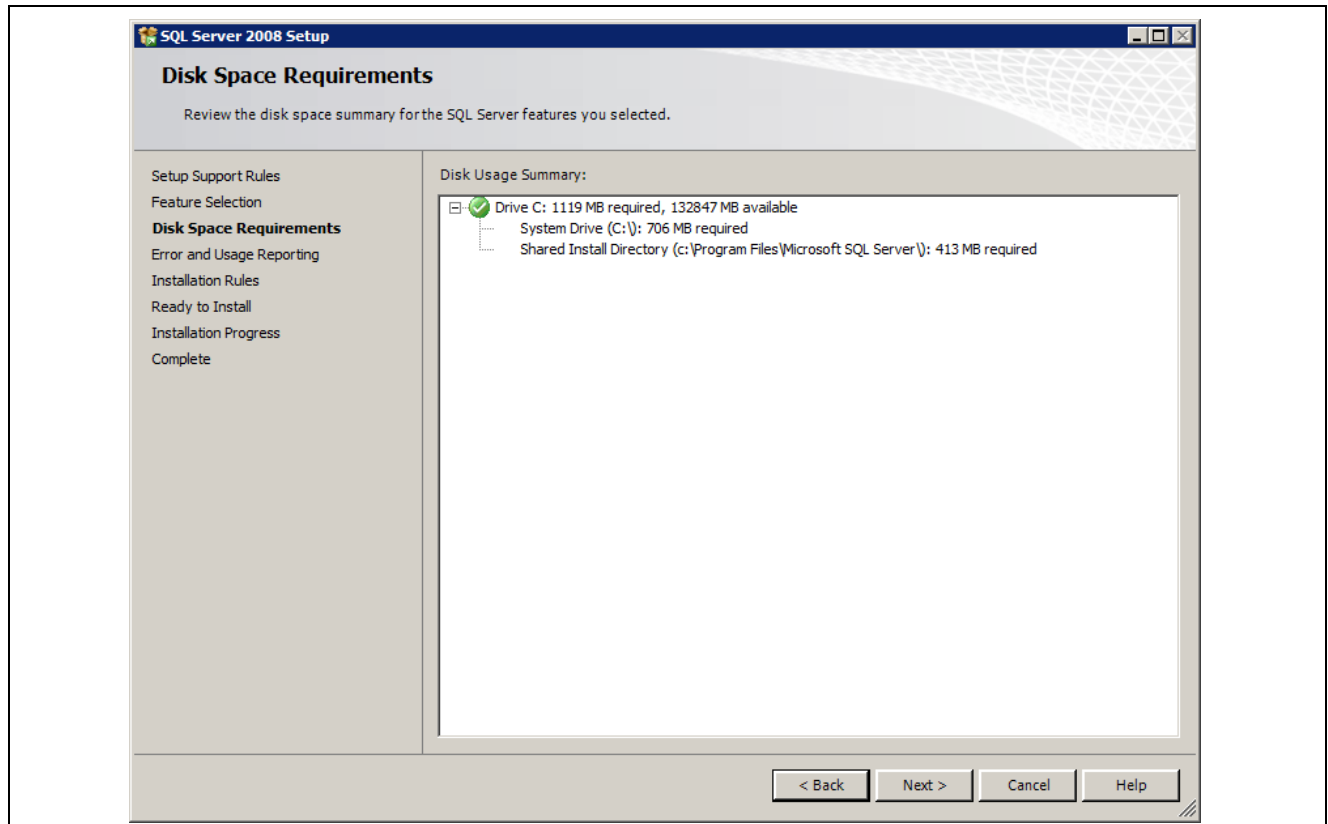 SQL Server 2008 Setup
Disk Space Requirements
Review the disk space summary for the SQL Server features you selected.
Setup Support Rules
Feature Selection
Disk Space Requirements
Error and Usage Reporting
Installation Rules
Ready to Install
Installation Progress
Complete
Disk Usage Summary:
Drive C: 1119 MB required, 132847 MB available
System Drive (C:\): 706 MB required
Shared Install Directory (c:\Program Files\Microsoft SQL Server\): 413 MB required
< Back
Next >
Cancel
Help